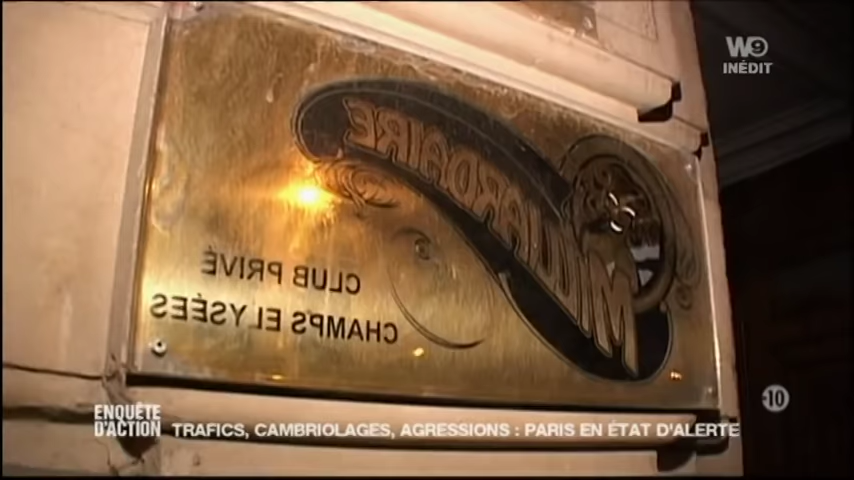 W9
INÉDIT
MILLIARDAIRE
CLUB PRIVÉ
CHAMPS ELYSÉES
-10
ENQUÊTE
D'ACTION
TRAFICS, CAMBRIOLAGES, AGRESSIONS : PARIS EN ÉTAT D'ALERTE